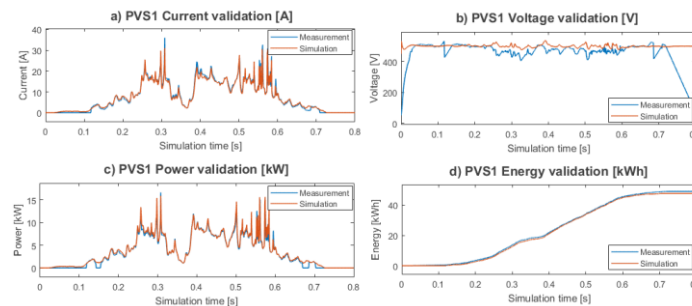 a) PVS1 Current validation [A]
Measurement
Simulation
Current [A]
40
30
20
10
0
0 0.1 0.2 0.3 0.4 0.5 0.6 0.7 0.8
Simulation time [s]
b) PVS1 Voltage validation [V]
Voltage [V]
400
200
0
Measurement
Simulation
0 0.1 0.2 0.3 0.4 0.5 0.6 0.7 0.8
Simulation time [s]
c) PVS1 Power validation [kW]
Measurement
Simulation
Power [kW]
15
10
5
0
0 0.1 0.2 0.3 0.4 0.5 0.6 0.7 0.8
Simulation time [s]
d) PVS1 Energy validation [kWh]
Energy [kWh]
40
20
0
Measurement
Simulation
0 0.1 0.2 0.3 0.4 0.5 0.6 0.7 0.8
Simulation time [s]